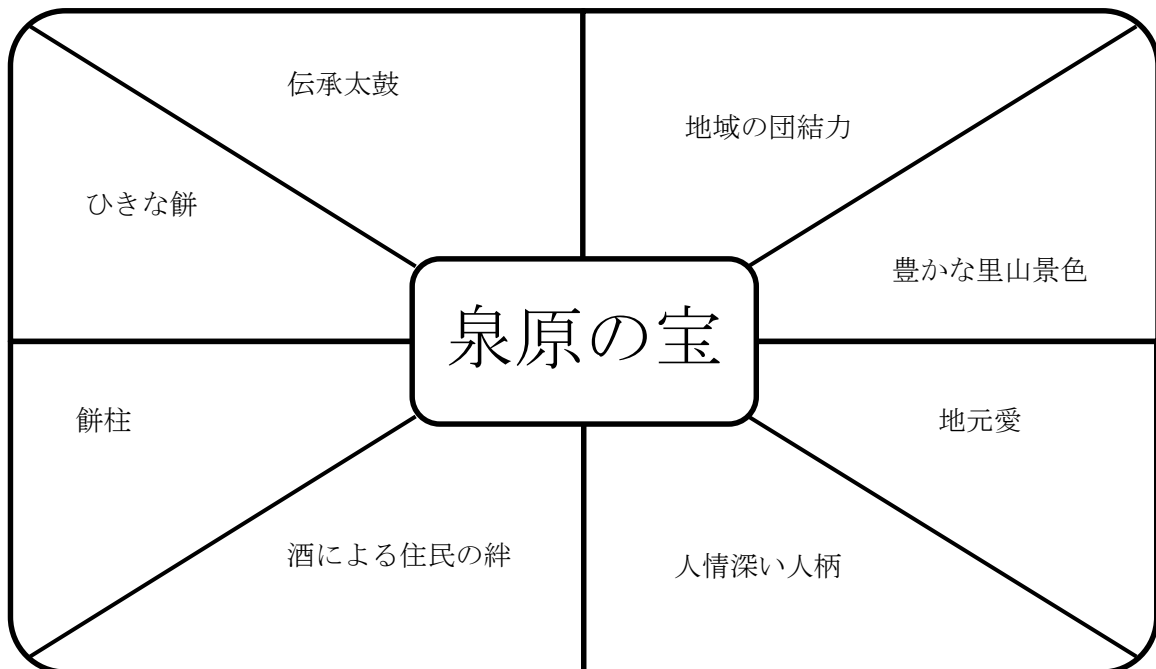 伝承太鼓
地域の団結力
ひきな餅
豊かな里山景色
泉原の宝
餅柱
地元愛
酒による住民の絆
人情深い人柄